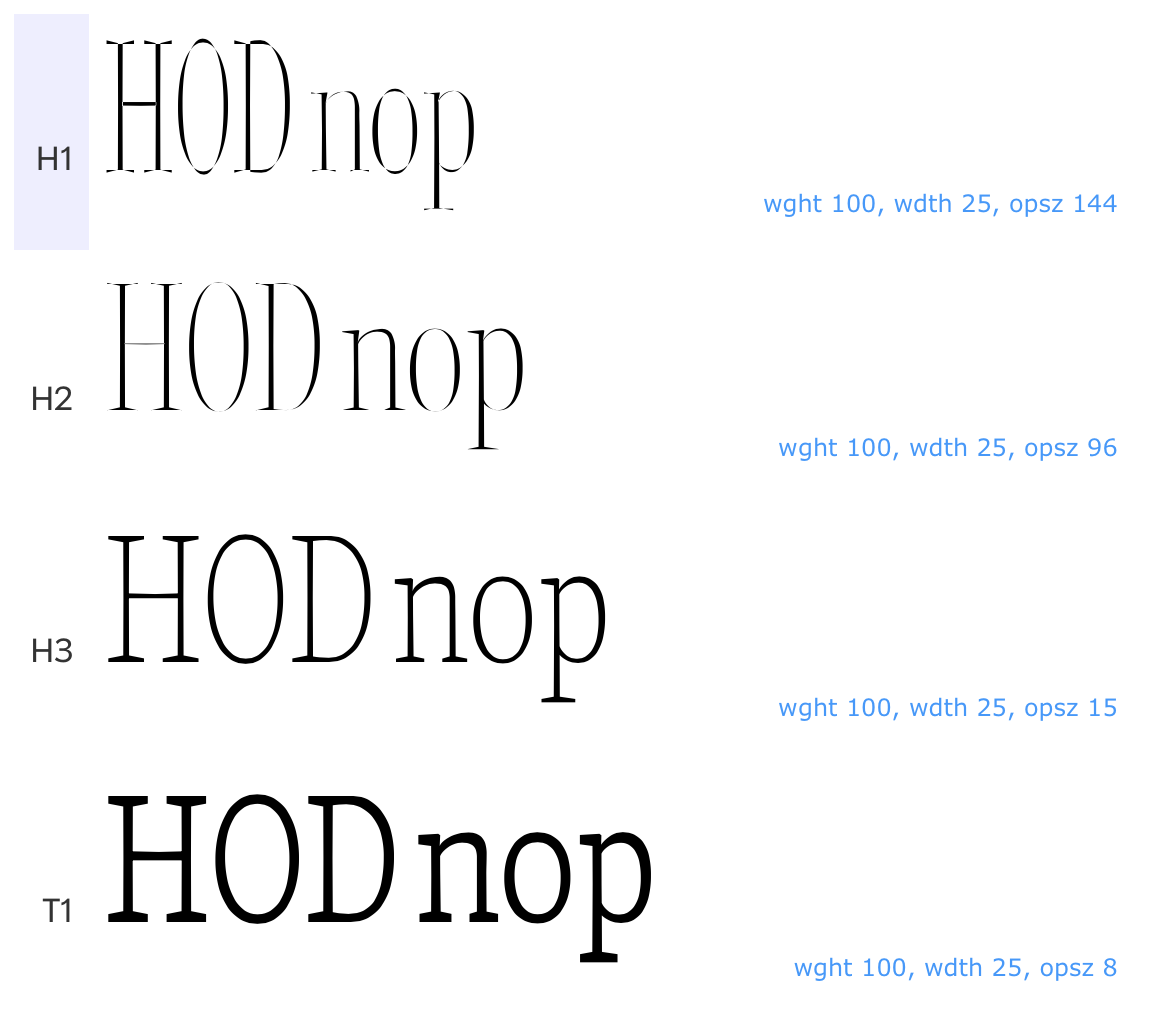 H1 HOD nop
wght 100, wdth 25, opsz 144
H2 HOD nop
wght 100, wdth 25, opsz 96
H3 HOD nop
wght 100, wdth 25, opsz 15
T1 HOD nop
wght 100, wdth 25, opsz 8